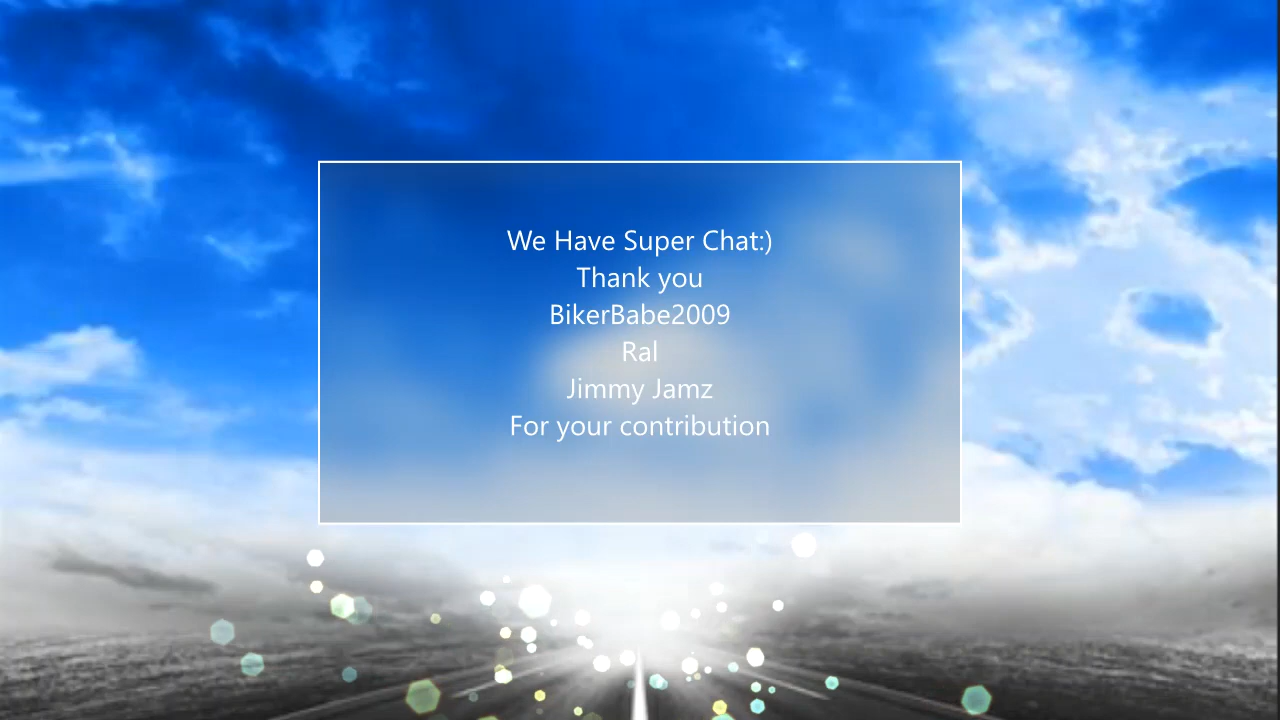 We Have Super Chat:)
Thank you
BikerBabe2009
Ral
Jimmy Jamz
For your contribution